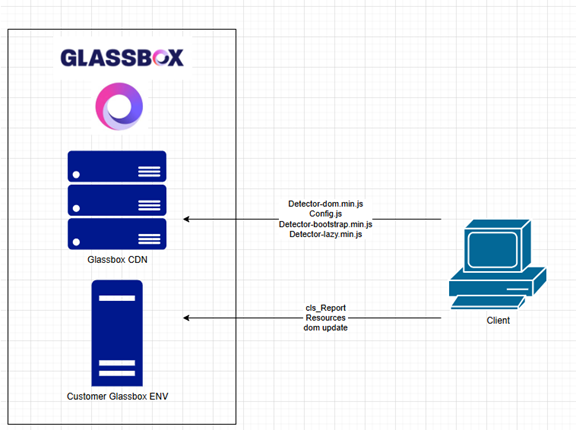 GLASSBOX
Detector-dom.min.js
Config.js
Detector-bootstrap.min.js
Detector-lazy.min.js
Glassbox CDN
cls_Report
Resources
dom update
Client
Customer Glassbox ENV